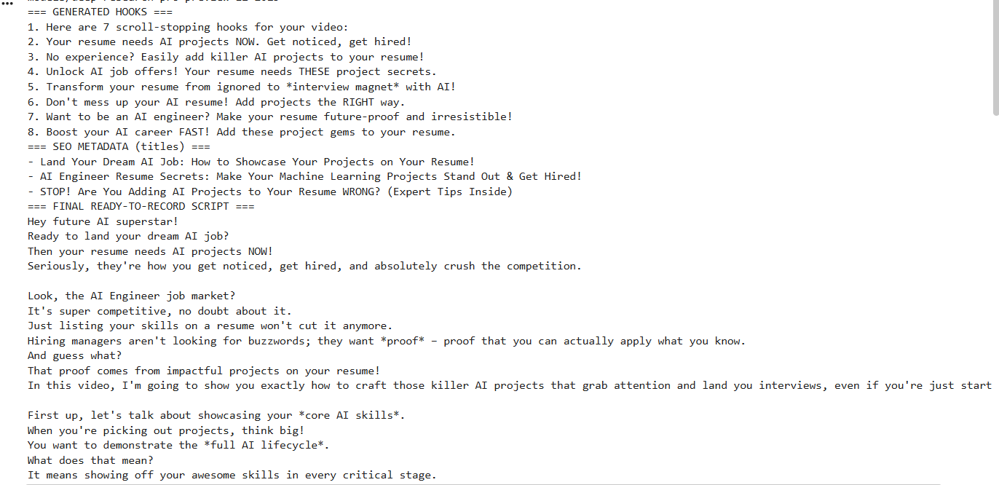 === GENERATED HOOKS ===
1. Here are 7 scroll-stopping hooks for your video:
2. Your resume needs AI projects NOW. Get noticed, get hired!
3. No experience? Easily add killer AI projects to your resume!
4. Unlock AI job offers! Your resume needs THESE project secrets.
5. Transform your resume from ignored to *interview magnet* with AI!
6. Don't mess up your AI resume! Add projects the RIGHT way.
7. Want to be an AI engineer? Make your resume future-proof and irresistible!
8. Boost your AI career FAST! Add these project gems to your resume.
=== SEO METADATA (titles) ===
- Land Your Dream AI Job: How to Showcase Your Projects on Your Resume!
- AI Engineer Resume Secrets: Make Your Machine Learning Projects Stand Out & Get Hired!
- STOP! Are You Adding AI Projects to Your Resume WRONG? (Expert Tips Inside)
=== FINAL READY-TO-RECORD SCRIPT ===
Hey future AI superstar!
Ready to land your dream AI job?
Then your resume needs AI projects NOW!
Seriously, they're how you get noticed, get hired, and absolutely crush the competition.
Look, the AI Engineer job market?
It's super competitive, no doubt about it.
Just listing your skills on a resume won't cut it anymore.
Hiring managers aren't looking for buzzwords; they want *proof* – proof that you can actually apply what you know.
And guess what?
That proof comes from impactful projects on your resume!
In this video, I'm going to show you exactly how to craft those killer AI projects that grab attention and land you interviews, even if you're just start
First up, let's talk about showcasing your *core AI skills*.
When you're picking out projects, think big!
You want to demonstrate the *full AI lifecycle*.
What does that mean?
It means showing off your awesome skills in every critical stage.